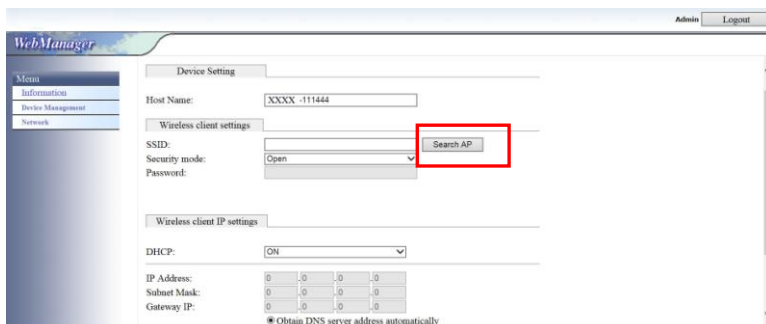 Admin Logout
WebManager
Menu
Information
Device Management
Network
Device Setting
Host Name: XXXX -111444
Wireless client settings
SSID: Search AP
Security mode: Open
Password:
Wireless client IP settings
DHCP: ON
IP Address: 0 .0 .0 .0
Subnet Mask: 0 .0 .0 .0
Gateway IP: 0 .0 .0 .0
Obtain DNS server address automatically